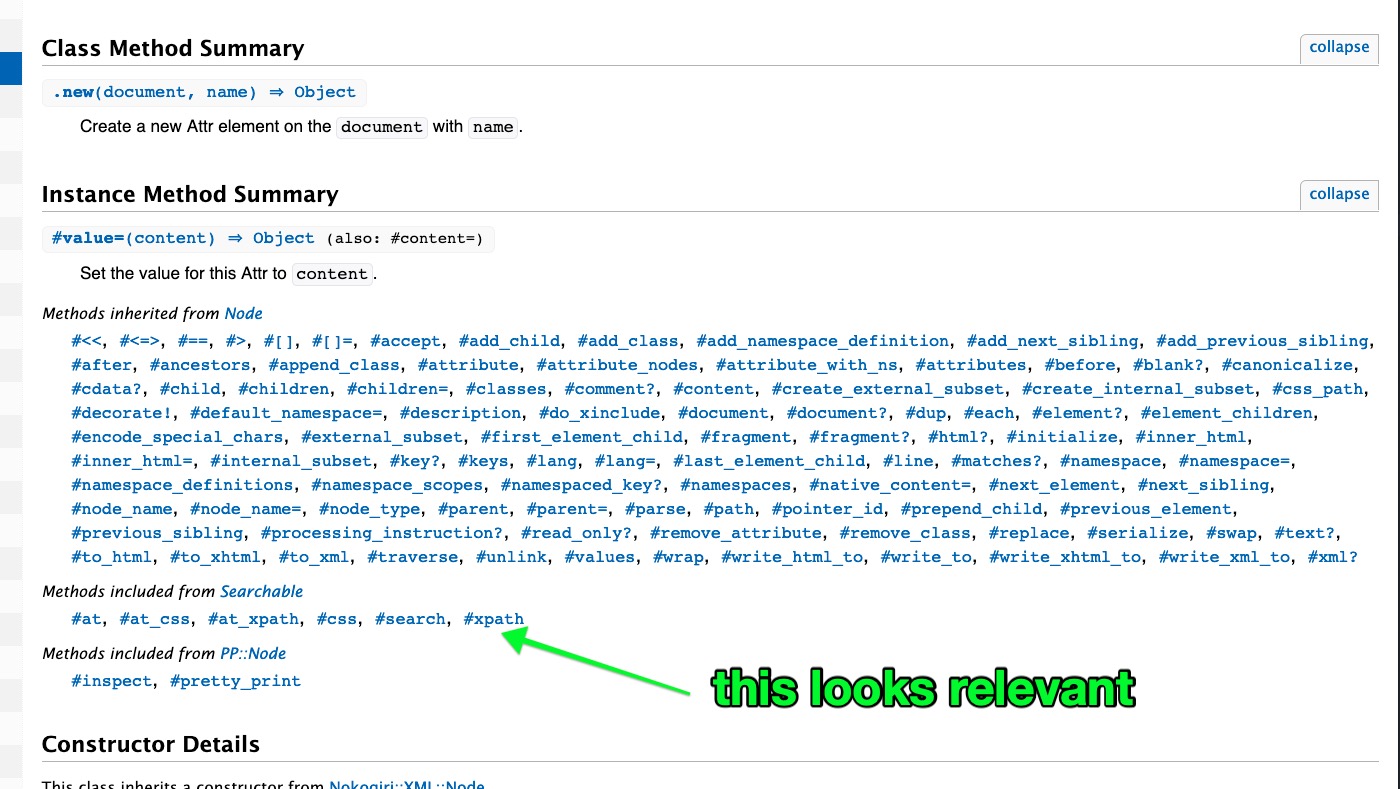 Class Method Summary
collapse
.new(document, name) ⇒ Object
Create a new Attr element on the document with name.
Instance Method Summary
collapse
#value=(content) ⇒ Object (also: #content=)
Set the value for this Attr to content.
Methods inherited from Node
#<<, #<=>, #==, #>, #[], #[]=, #accept, #add_child, #add_class, #add_namespace_definition, #add_next_sibling, #add_previous_sibling,
#after, #ancestors, #append_class, #attribute, #attribute_nodes, #attribute_with_ns, #attributes, #before, #blank?, #canonicalize,
#cdata?, #child, #children, #children=, #classes, #comment?, #content, #create_external_subset, #create_internal_subset, #css_path,
#decorate!, #default_namespace=, #description, #do_xinclude, #document, #document?, #dup, #each, #element?, #element_children,
#encode_special_chars, #external_subset, #first_element_child, #fragment, #fragment?, #html?, #initialize, #inner_html,
#inner_html=, #internal_subset, #key?, #keys, #lang, #lang=, #last_element_child, #line, #matches?, #namespace, #namespace=,
#namespace_definitions, #namespace_scopes, #namespaced_key?, #namespaces, #native_content=, #next_element, #next_sibling,
#node_name, #node_name=, #node_type, #parent, #parent=, #parse, #path, #pointer_id, #prepend_child, #previous_element,
#previous_sibling, #processing_instruction?, #read_only?, #remove_attribute, #remove_class, #replace, #serialize, #swap, #text?,
#to_html, #to_xhtml, #to_xml, #traverse, #unlink, #values, #wrap, #write_html_to, #write_to, #write_xhtml_to, #write_xml_to, #xml?
Methods included from Searchable
#at, #at_css, #at_xpath, #css, #search, #xpath
Methods included from PP::Node
#inspect, #pretty_print
this looks relevant
Constructor Details
This class inherits a constructor from Nokogiri::XML::Node